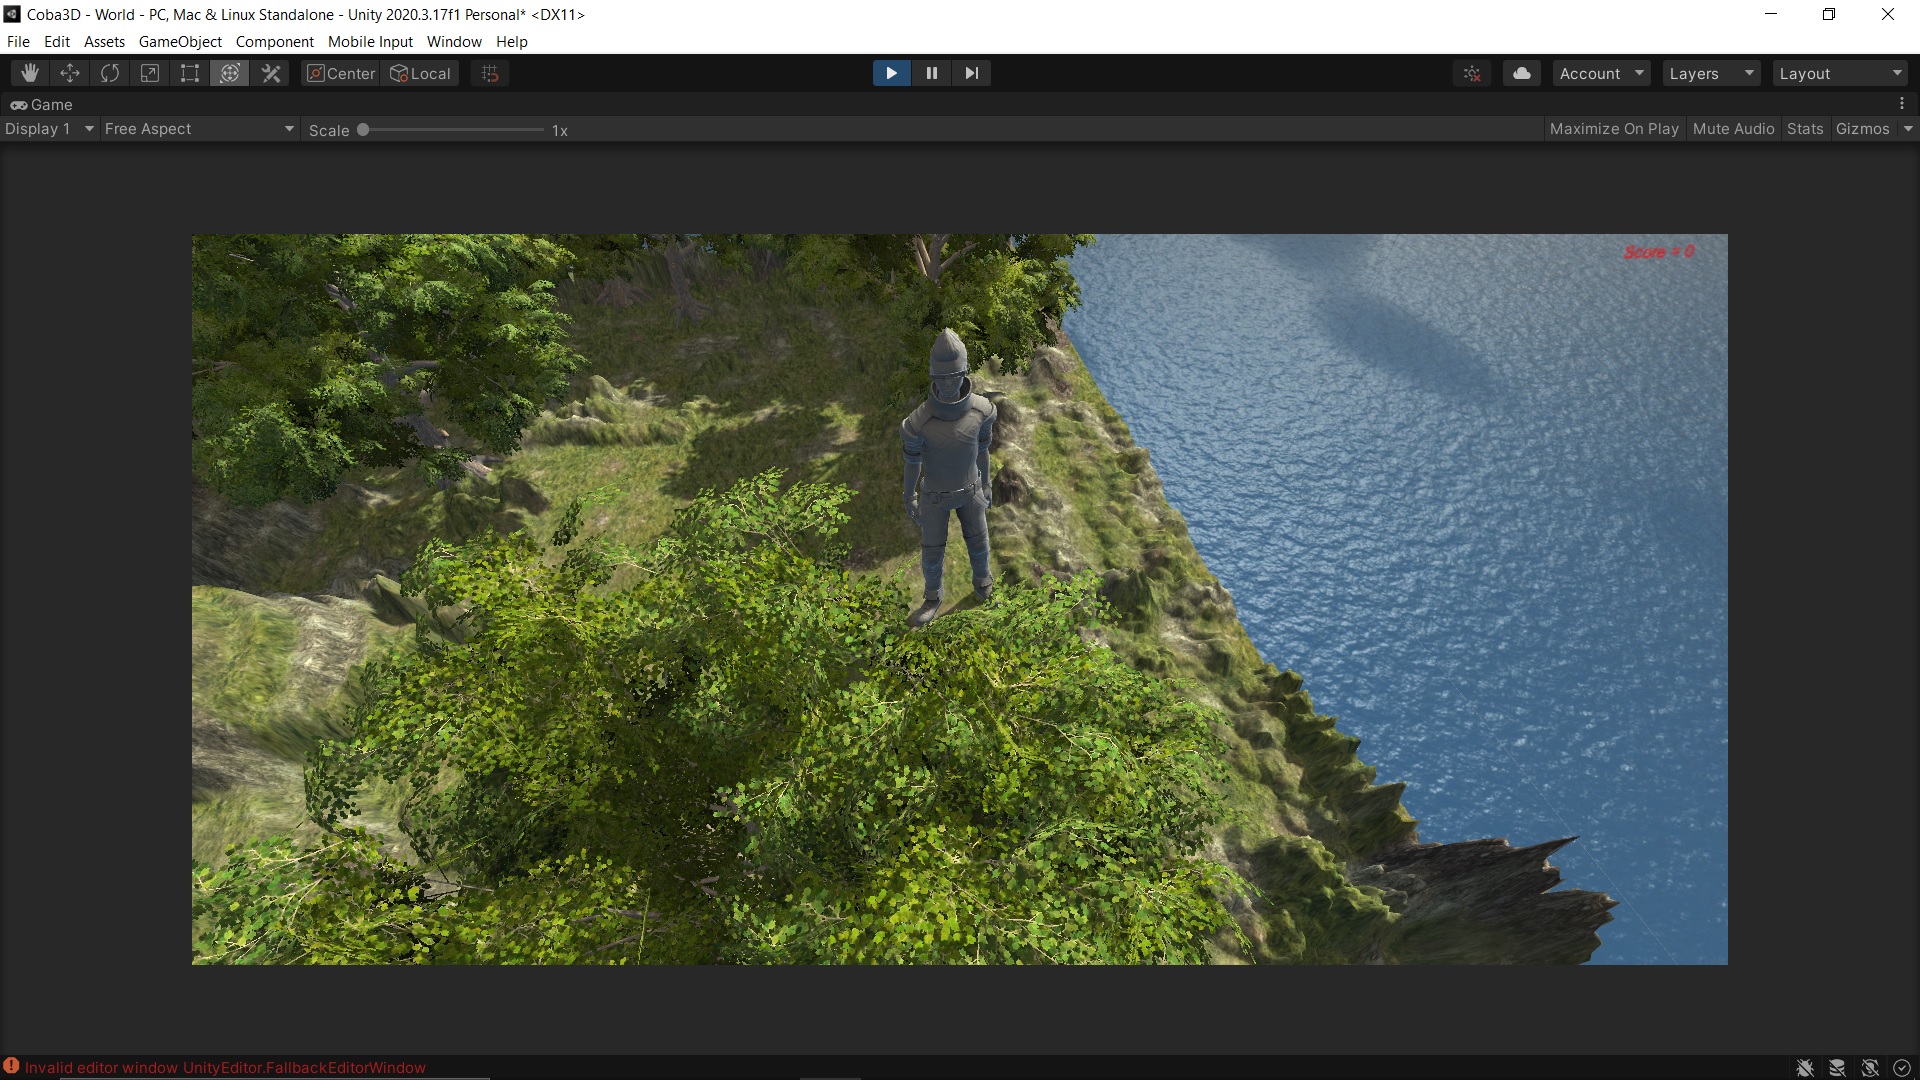 Coba3D - World - PC, Mac & Linux Standalone - Unity 2020.3.17f1 Personal* <DX11>
File Edit Assets GameObject Component Mobile Input Window Help
Center Local Account Layers Layout
Game
Display 1 Free Aspect Scale 1x Maximize On Play Mute Audio Stats Gizmos
Score = 0
Invalid editor window UnityEditor.FallbackEditorWindow